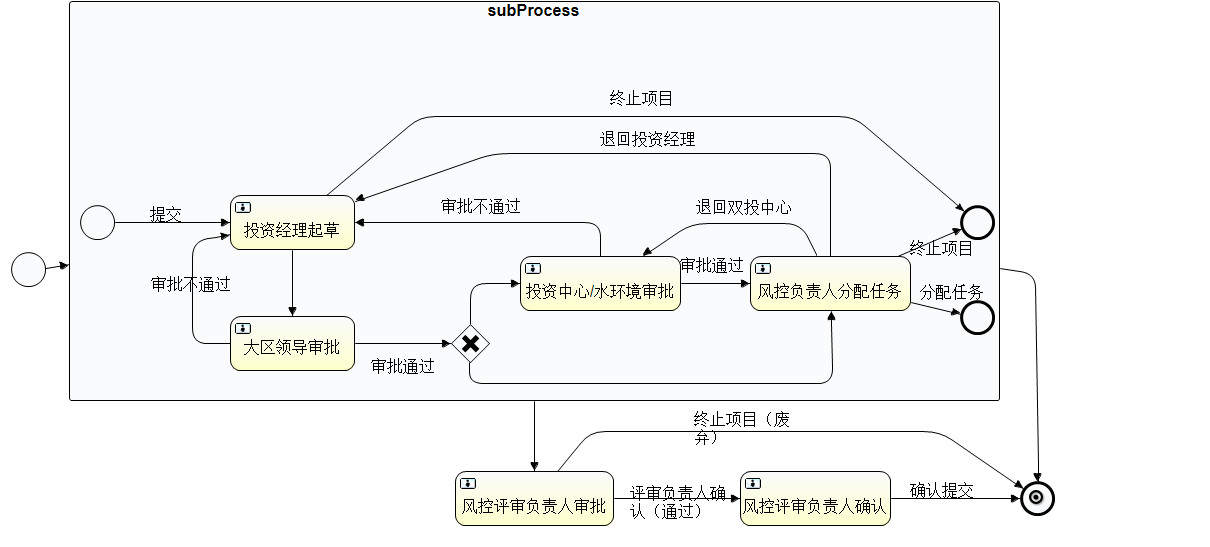 subProcess
终止项目
退回投资经理
提交
审批不通过
退回双投中心
投资经理起草
终止项目
审批不通过
审批通过
投资中心/水环境审批
风控负责人分配任务
分配任务
大区领导审批
审批通过
终止项目（废
弃）
风控评审负责人审批
评审负责人确
认（通过）
风控评审负责人确认
确认提交